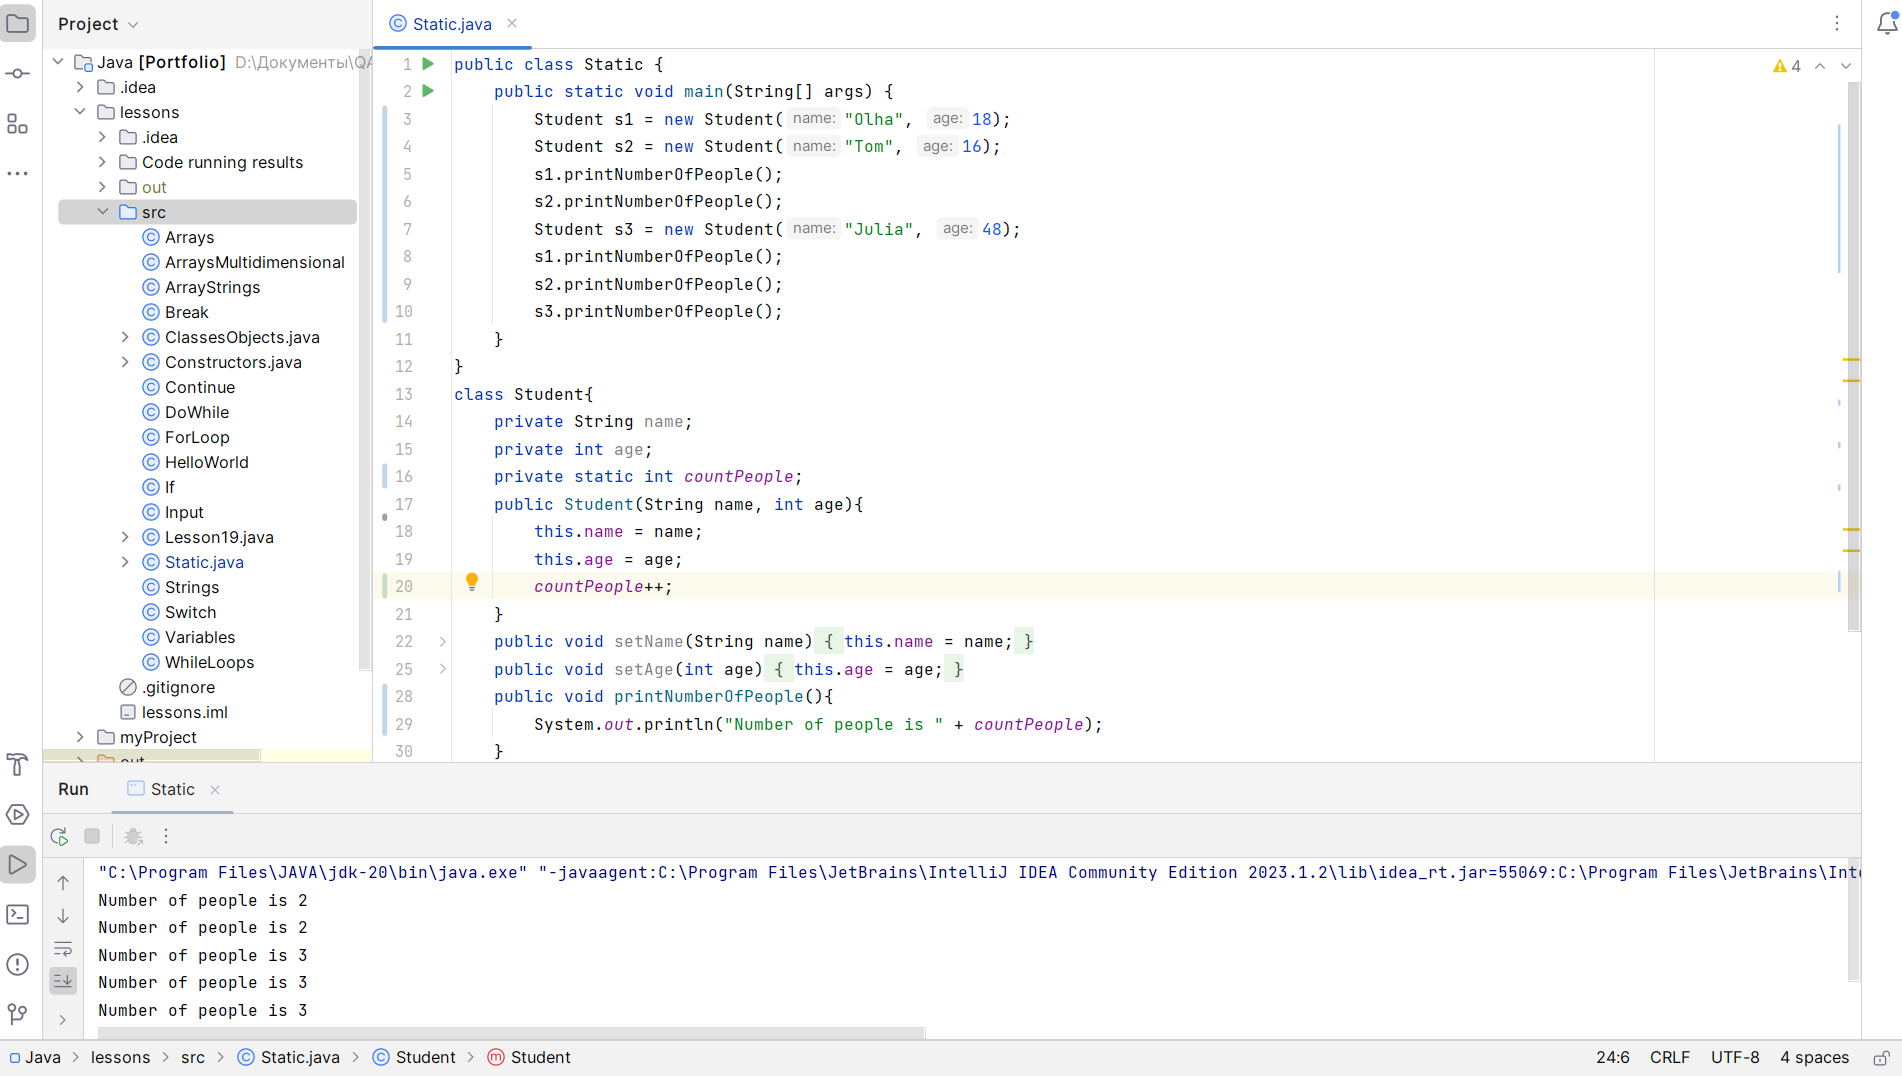 Project
Static.java
Java [Portfolio] D:\Документы\QA
.idea
lessons
.idea
Code running results
out
src
Arrays
ArraysMultidimensional
ArrayStrings
Break
ClassesObjects.java
Constructors.java
Continue
DoWhile
ForLoop
HelloWorld
If
Input
Lesson19.java
Static.java
Strings
Switch
Variables
WhileLoops
.gitignore
lessons.iml
myProject
out
4
1 public class Static {
2 public static void main(String[] args) {
3 Student s1 = new Student( name: "Olha", age: 18);
4 Student s2 = new Student( name: "Tom", age: 16);
5 s1.printNumberOfPeople();
6 s2.printNumberOfPeople();
7 Student s3 = new Student( name: "Julia", age: 48);
8 s1.printNumberOfPeople();
9 s2.printNumberOfPeople();
10 s3.printNumberOfPeople();
11 }
12 }
13 class Student{
14 private String name;
15 private int age;
16 private static int countPeople;
17 public Student(String name, int age){
18 this.name = name;
19 this.age = age;
20 countPeople++;
21 }
22 public void setName(String name) { this.name = name; }
25 public void setAge(int age) { this.age = age; }
28 public void printNumberOfPeople(){
29 System.out.println("Number of people is " + countPeople);
30 }
Run Static
"C:\Program Files\JAVA\jdk-20\bin\java.exe" "-javaagent:C:\Program Files\JetBrains\IntelliJ IDEA Community Edition 2023.1.2\lib\idea_rt.jar=55069:C:\Program Files\JetBrains\Inte
Number of people is 2
Number of people is 2
Number of people is 3
Number of people is 3
Number of people is 3
Java > lessons > src > Static.java > Student > Student
24:6 CRLF UTF-8 4 spaces